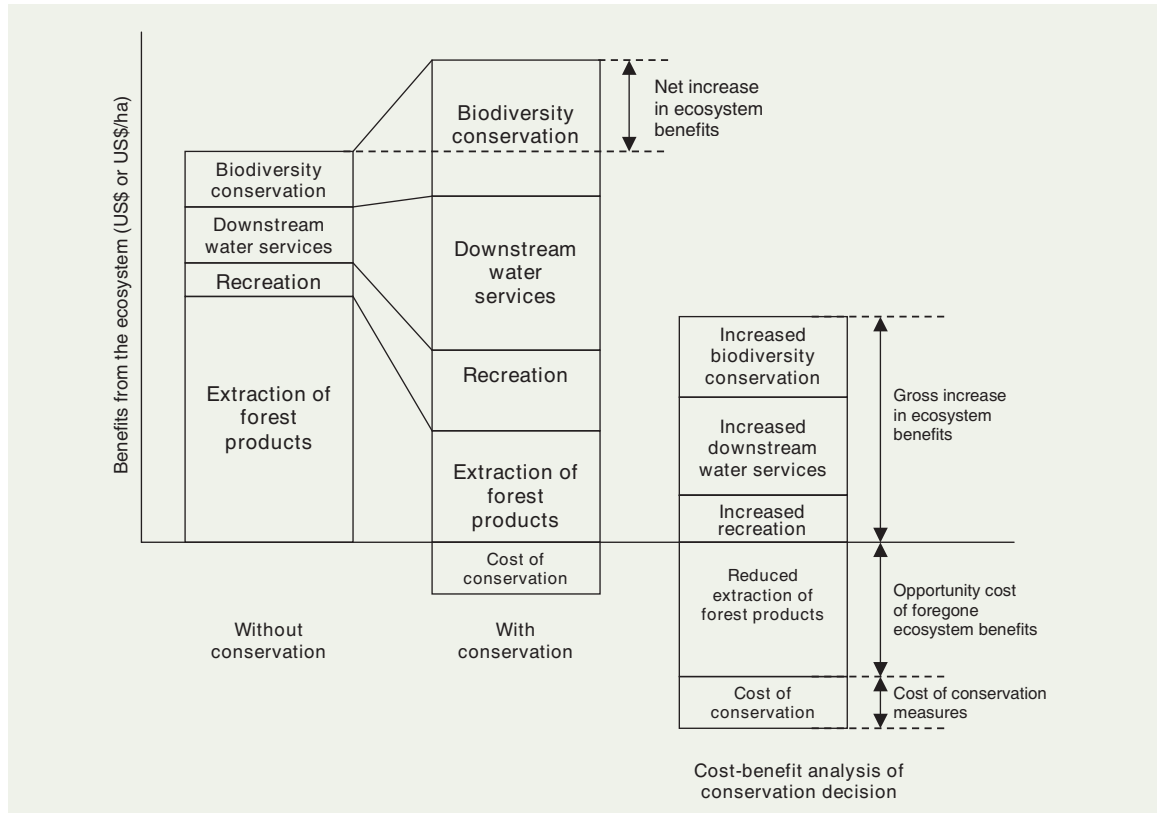 Benefits from the ecosystem (US$ or US$/ha)
Biodiversity
conservation
Downstream
water services
Recreation
Extraction of
forest
products
Without
conservation
Biodiversity
conservation
Downstream
water
services
Recreation
Extraction of
forest
products
Cost of
conservation
With
conservation
Net increase
in ecosystem
benefits
Increased
biodiversity
conservation
Increased
downstream
water services
Increased
recreation
Reduced
extraction of
forest products
Cost of
conservation
Gross increase
in ecosystem
benefits
Opportunity cost
of foregone
ecosystem benefits
Cost of conservation
measures
Cost-benefit analysis of
conservation decision